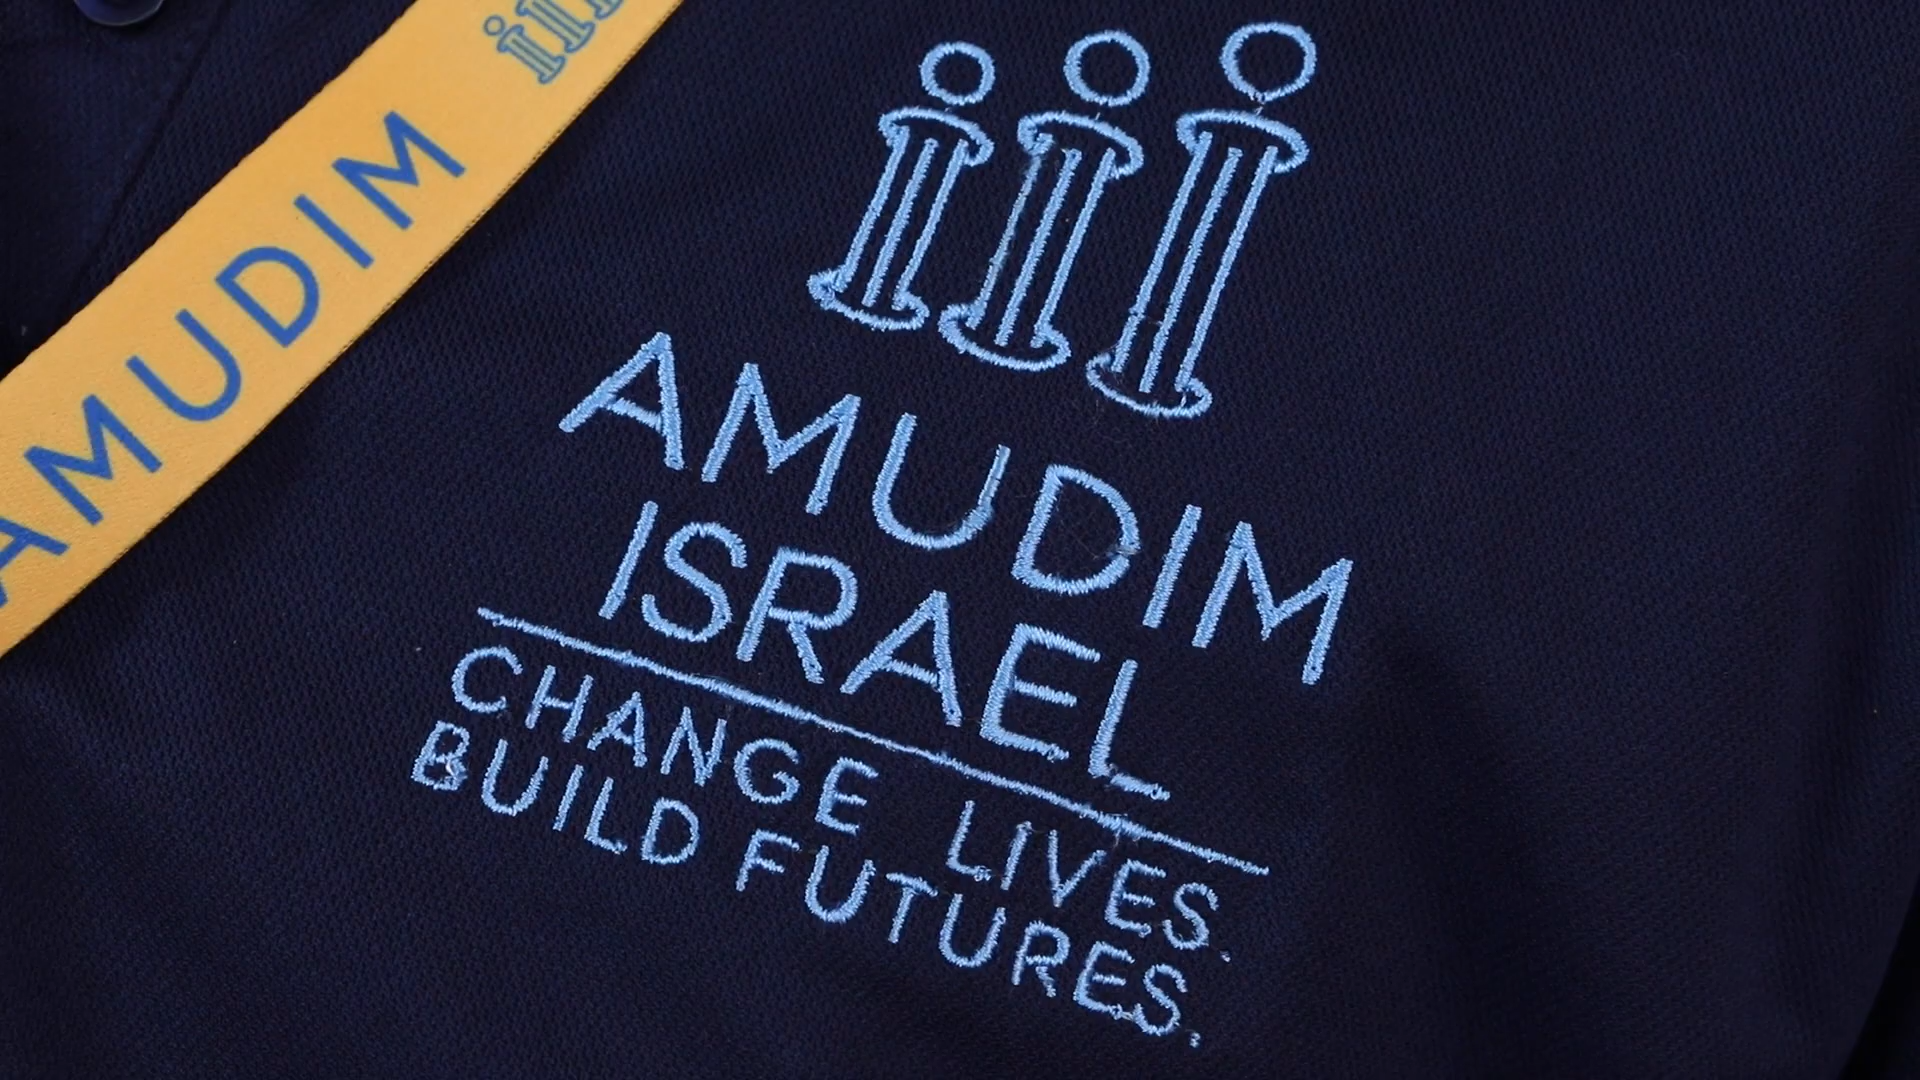 AMUDIM
AMUDIM
ISRAEL
CHANGE LIVES.
BUILD FUTURES.